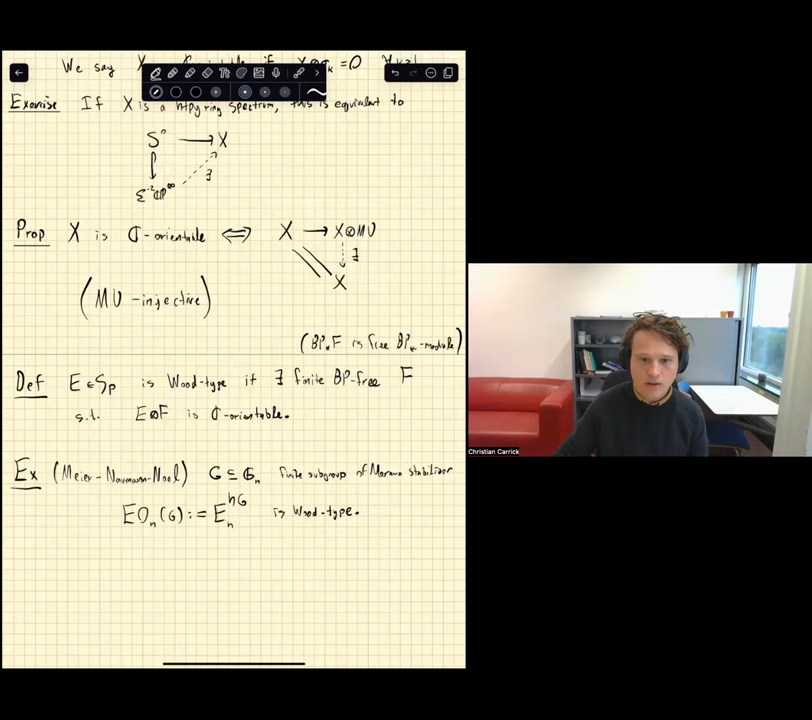 We say X if =0
Exercise If X is a htpy ring spectrum, this is equivalent to
S⁰ → X
Σ⁻²ℂP^∞ ∃
Prop X is ℂ-orientable ⟺ X → X⊗MU
∃
X
(MU-injective)
(BP_*F is free BP_*-module)
Def E∈Sp is Wood-type if ∃ finite BP-free F
s.t. E⊗F is ℂ-orientable.
Ex (Meier-Naumann-Noel) G ⊆ 𝔾_n finite subgroup of Morava stabilizer
EO_n(G) := E_n^{hG} is Wood-type.
Christian Carrick